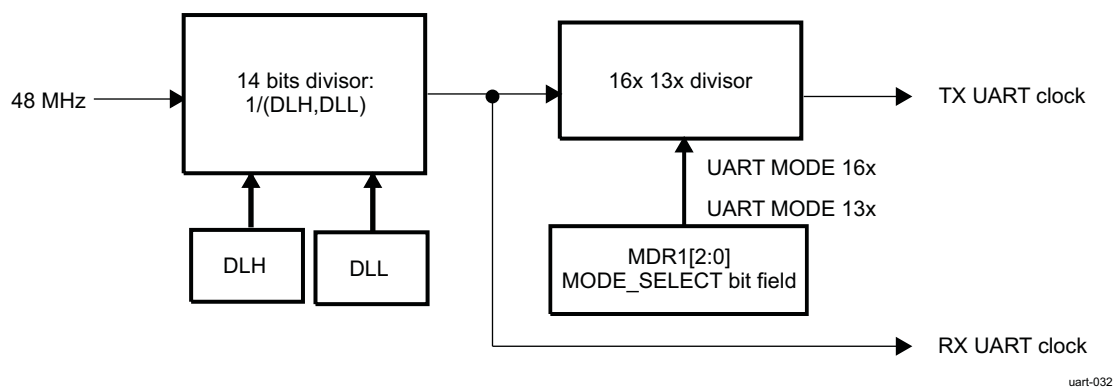 48 MHz
14 bits divisor:
1/(DLH,DLL)
16x 13x divisor
TX UART clock
UART MODE 16x
UART MODE 13x
DLH
DLL
MDR1[2:0]
MODE_SELECT bit field
RX UART clock
uart-032